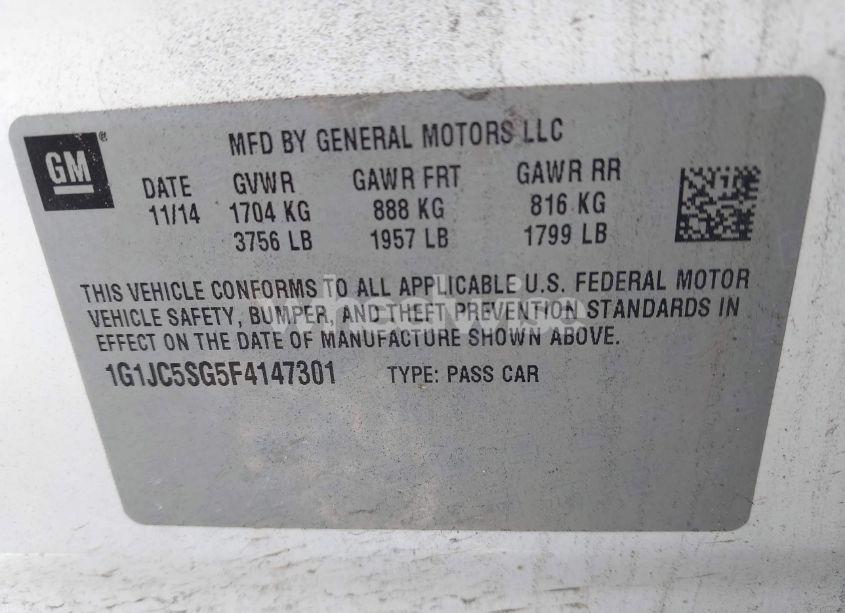 GM
MFD BY GENERAL MOTORS LLC
DATE GVWR GAWR FRT GAWR RR
11/14 1704 KG 888 KG 816 KG
3756 LB 1957 LB 1799 LB
THIS VEHICLE CONFORMS TO ALL APPLICABLE U.S. FEDERAL MOTOR
VEHICLE SAFETY, BUMPER, AND THEFT PREVENTION STANDARDS IN
EFFECT ON THE DATE OF MANUFACTURE SHOWN ABOVE.
wheelwise
1G1JC5SG5F4147301 TYPE: PASS CAR